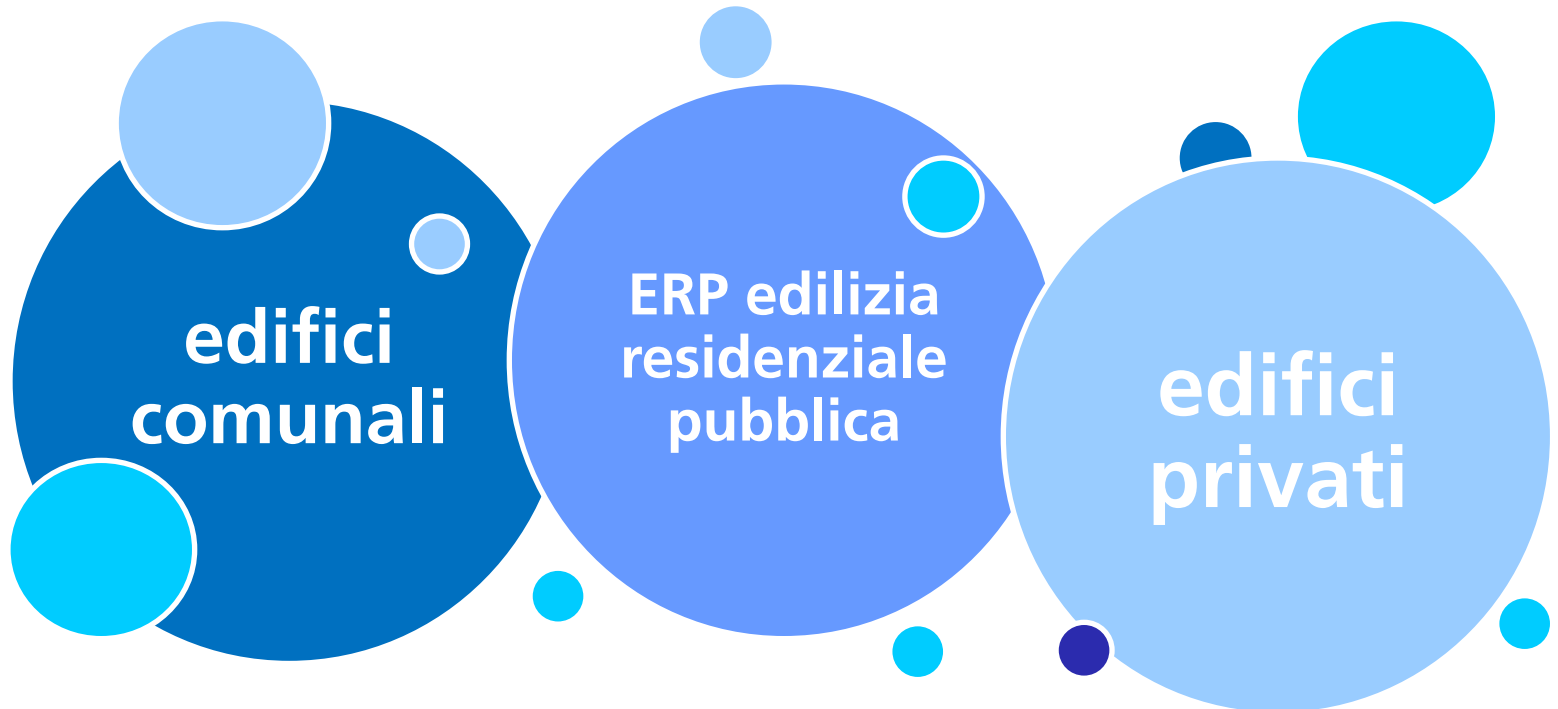 edifici
comunali
ERP edilizia
residenziale
pubblica
edifici
privati